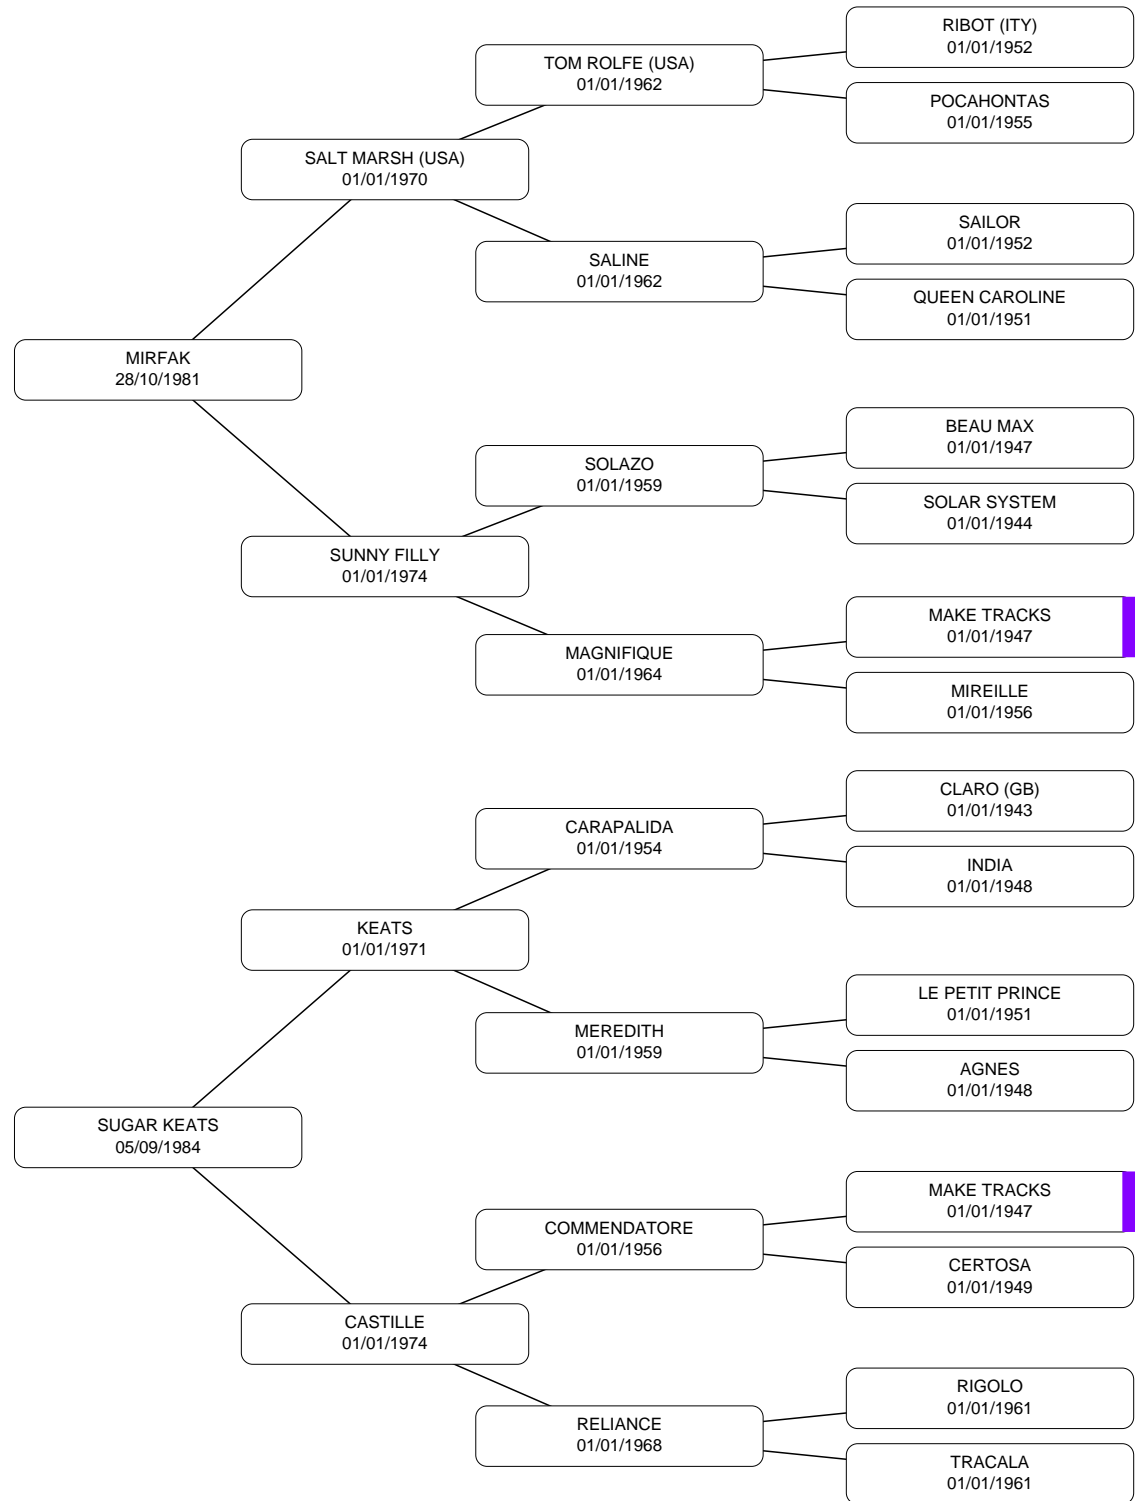 RIBOT (ITY)
01/01/1952
TOM ROLFE (USA)
01/01/1962
POCAHONTAS
01/01/1955
SALT MARSH (USA)
01/01/1970
SAILOR
01/01/1952
SALINE
01/01/1962
QUEEN CAROLINE
01/01/1951
MIRFAK
28/10/1981
BEAU MAX
01/01/1947
SOLAZO
01/01/1959
SOLAR SYSTEM
01/01/1944
SUNNY FILLY
01/01/1974
MAKE TRACKS
01/01/1947
MAGNIFIQUE
01/01/1964
MIREILLE
01/01/1956
CLARO (GB)
01/01/1943
CARAPALIDA
01/01/1954
INDIA
01/01/1948
KEATS
01/01/1971
LE PETIT PRINCE
01/01/1951
MEREDITH
01/01/1959
AGNES
01/01/1948
SUGAR KEATS
05/09/1984
MAKE TRACKS
01/01/1947
COMMENDATORE
01/01/1956
CERTOSA
01/01/1949
CASTILLE
01/01/1974
RIGOLO
01/01/1961
RELIANCE
01/01/1968
TRACALA
01/01/1961